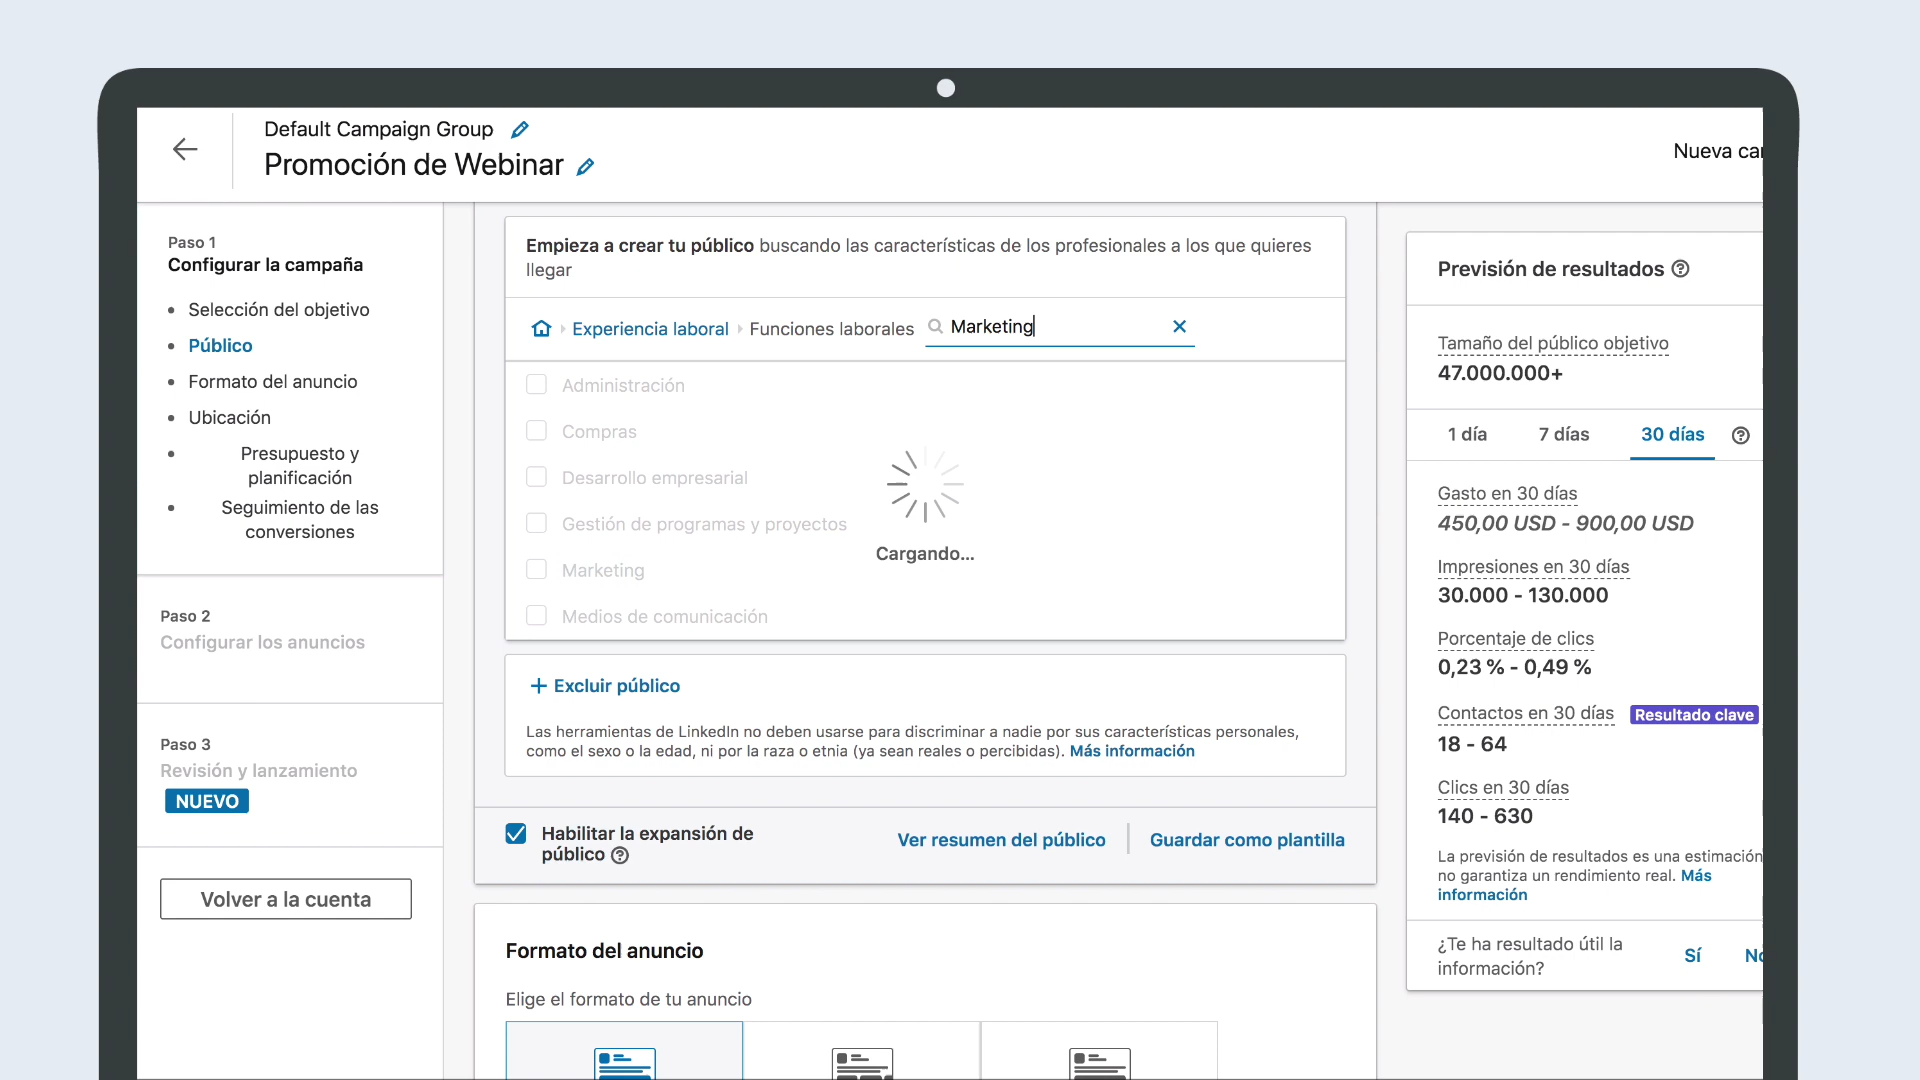 Default Campaign Group
Promoción de Webinar
Nueva
Paso 1
Configurar la campaña
Selección del objetivo
Público
Formato del anuncio
Ubicación
Presupuesto y
planificación
Seguimiento de las
conversiones
Paso 2
Configurar los anuncios
Paso 3
Revisión y lanzamiento
NUEVO
Volver a la cuenta
Empieza a crear tu público buscando las características de los profesionales a los que quieres
llegar
Experiencia laboral Funciones laborales Marketing
Administración
Compras
Desarrollo empresarial
Gestión de programas y proyectos
Marketing
Medios de comunicación
Cargando...
+ Excluir público
Las herramientas de LinkedIn no deben usarse para discriminar a nadie por sus características personales,
como el sexo o la edad, ni por la raza o etnia (ya sean reales o percibidas). Más información
Habilitar la expansión de
público
Ver resumen del público
Guardar como plantilla
Formato del anuncio
Elige el formato de tu anuncio
Previsión de resultados
Tamaño del público objetivo
47.000.000+
1 día 7 días 30 días
Gasto en 30 días
450,00 USD - 900,00 USD
Impresiones en 30 días
30.000 - 130.000
Porcentaje de clics
0,23 % - 0,49 %
Contactos en 30 días Resultado clave
18 - 64
Clics en 30 días
140 - 630
La previsión de resultados es una estimación
no garantiza un rendimiento real. Más
información
¿Te ha resultado útil la
información?
Sí
No